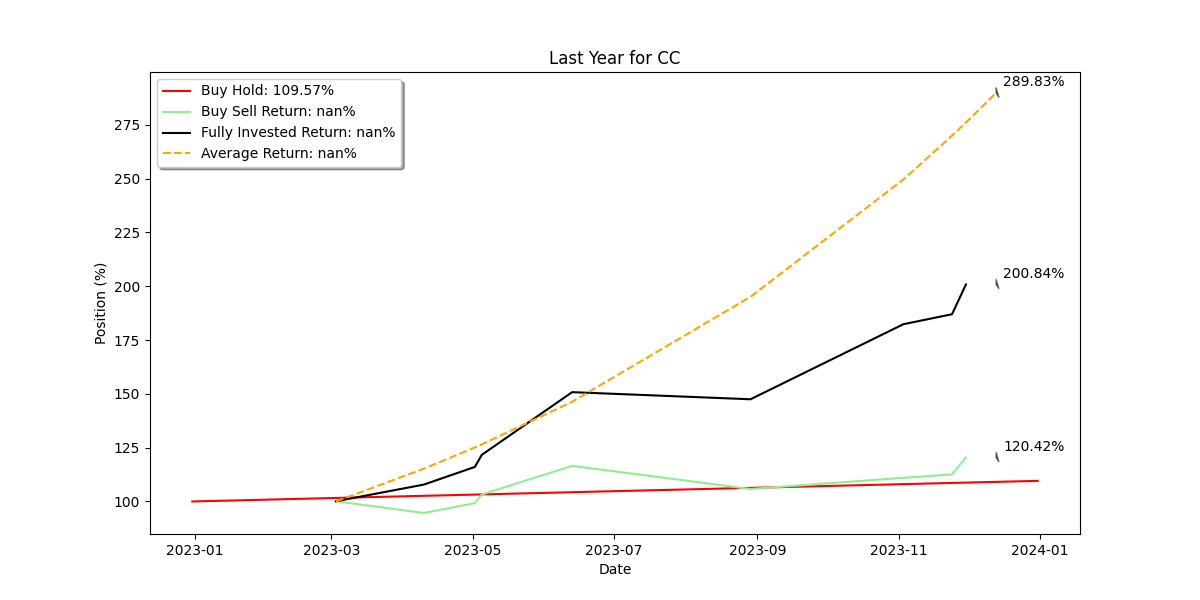 Last Year for CC
Buy Hold: 109.57%
Buy Sell Return: nan%
Fully Invested Return: nan%
Average Return: nan%
289.83%
200.84%
120.42%
275
250
225
200
175
150
125
100
Position (%)
2023-01 2023-03 2023-05 2023-07 2023-09 2023-11 2024-01
Date